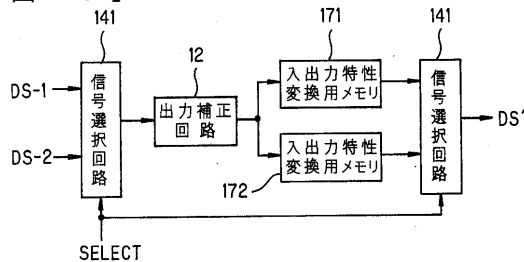 141
171
141
12
DS-1
DS-2
信号選択回路
出力補正
回路
入出力特性
変換用メモリ
入出力特性
変換用メモリ
信号選択回路
DS'
172
SELECT